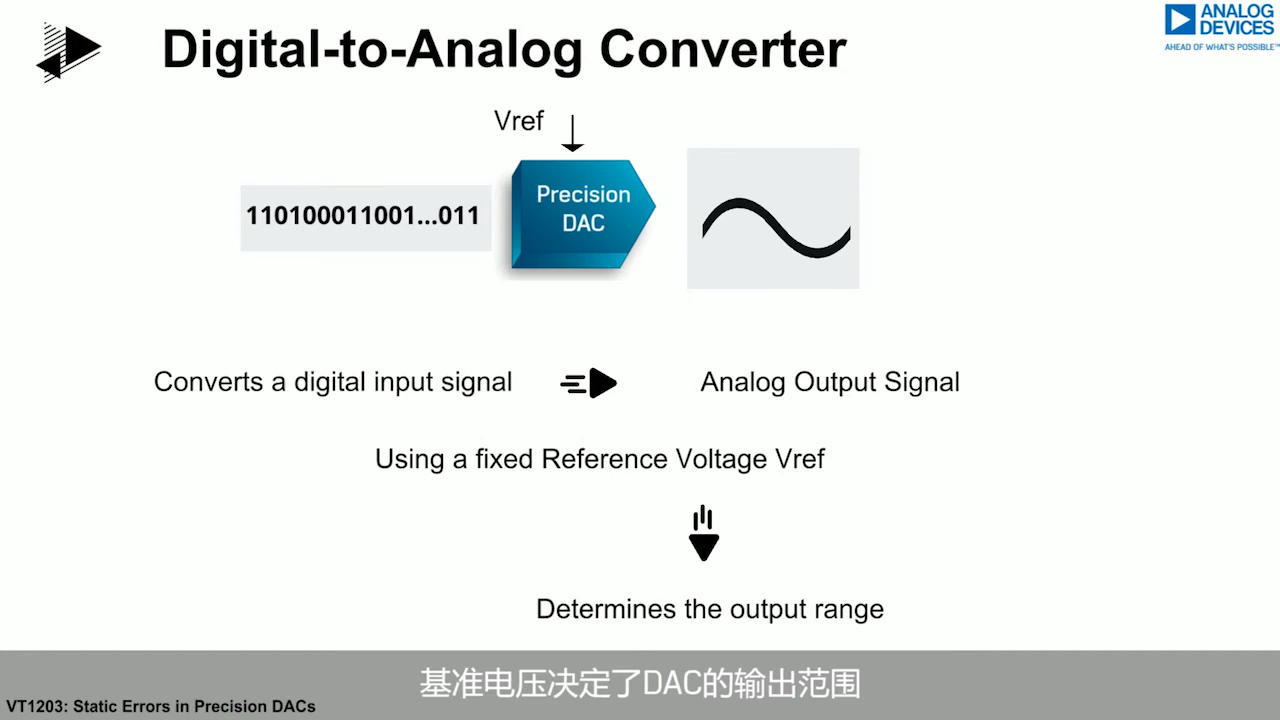 Digital-to-Analog Converter
ANALOG
DEVICES
AHEAD OF WHAT'S POSSIBLE™
Vref
110100011001...011
Precision
DAC
Converts a digital input signal
Analog Output Signal
Using a fixed Reference Voltage Vref
Determines the output range
基准电压决定了DAC的输出范围
VT1203: Static Errors in Precision DACs